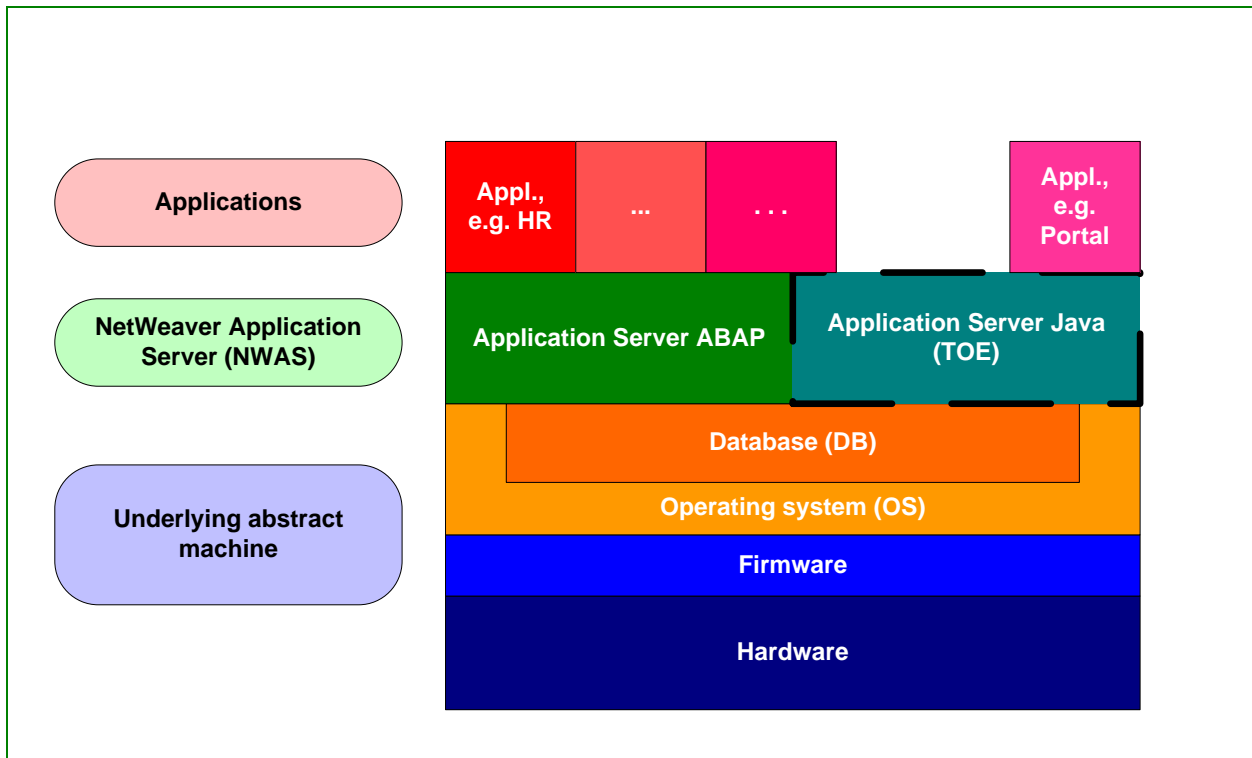 Applications
Appl.,
e.g. HR
...
. . .
Appl.,
e.g.
Portal
NetWeaver Application
Server (NWAS)
Application Server ABAP
Application Server Java
(TOE)
Underlying abstract
machine
Database (DB)
Operating system (OS)
Firmware
Hardware